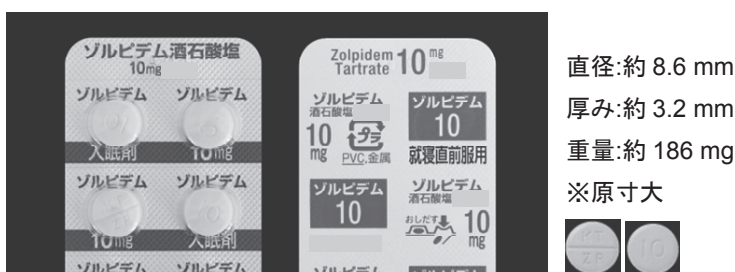 ゾルピデム酒石酸塩
10mg
ゾルピデム ゾルピデム
入眠剤 10mg
ゾルピデム ゾルピデム
10mg 入眠剤
ゾルピデム ゾルピデム
Zolpidem
Tartrate 10 mg
ゾルピデム
酒石酸塩
10
mg
プラ
PVC,金属
ゾルピデム
10
就寝直前服用
ゾルピデム
10
ゾルピデム
酒石酸塩
おしだす
10
mg
直径:約 8.6 mm
厚み:約 3.2 mm
重量:約 186 mg
※原寸大
KT
ZF
10